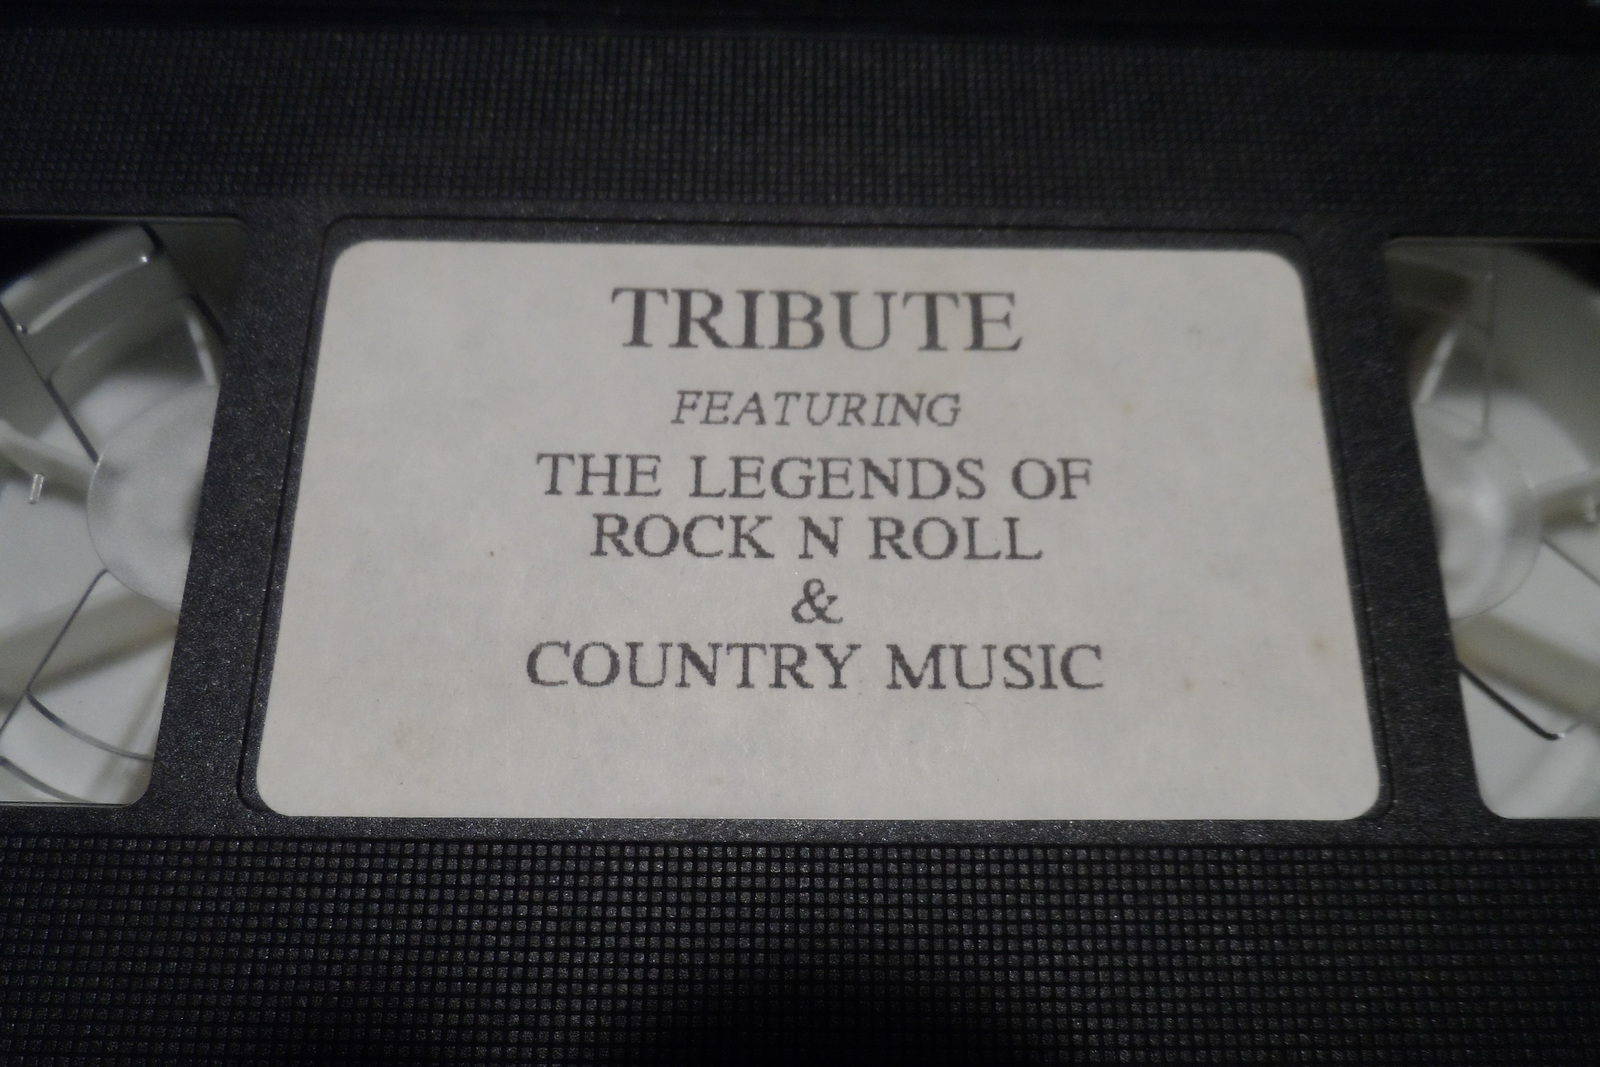 TRIBUTE
FEATURING
THE LEGENDS OF
ROCK N ROLL
&
COUNTRY MUSIC